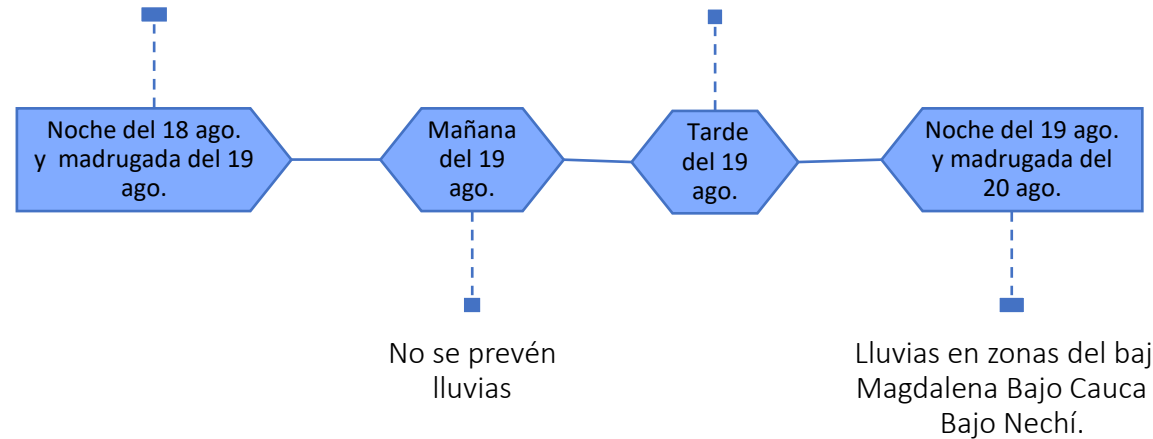 Noche del 18 ago.
y madrugada del 19
ago.
Mañana
del 19
ago.
Tarde
del 19
ago.
Noche del 19 ago.
y madrugada del
20 ago.
No se prevén
lluvias
Lluvias en zonas del baj
Magdalena Bajo Cauca
Bajo Nechí.